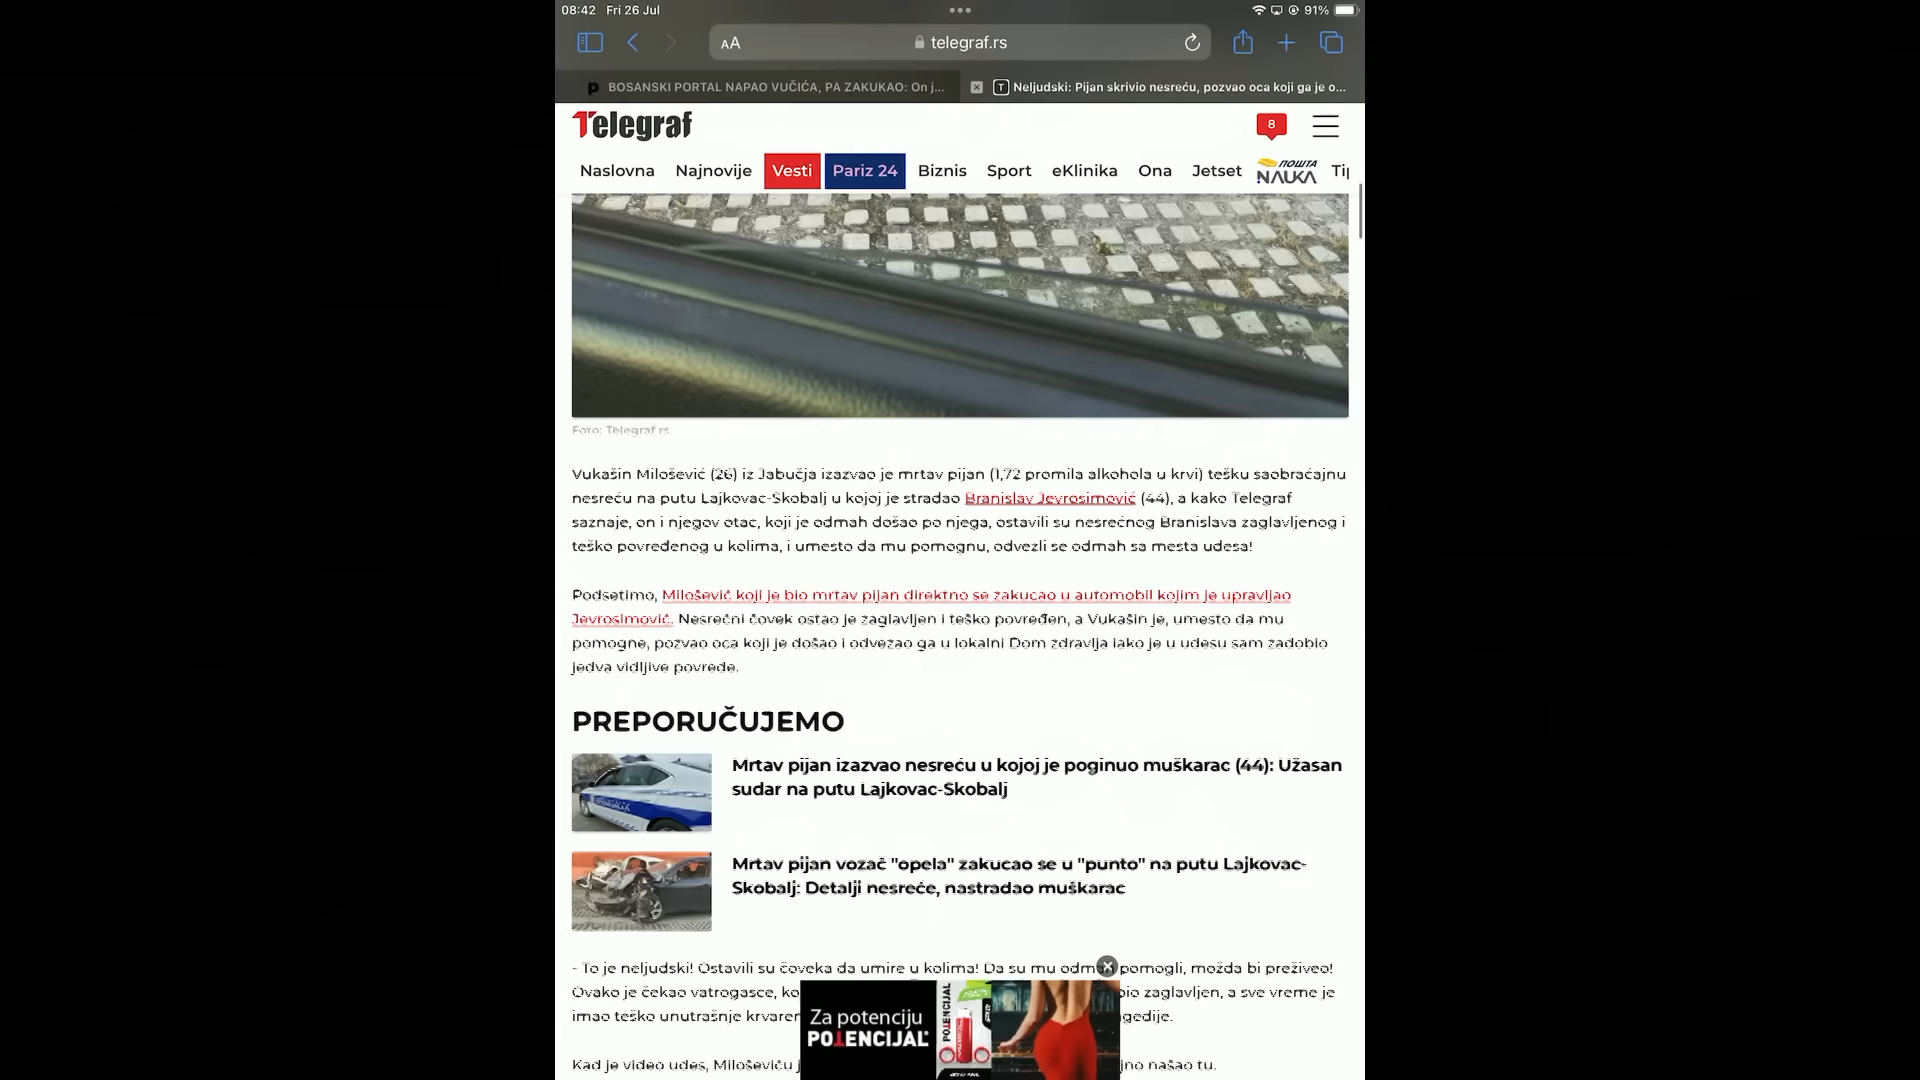 08:42 Fri 26 Jul
91%
AA telegraf.rs
BOSANSKI PORTAL NAPAO VUČIĆA, PA ZAKUKAO: On j...
T Neljudski: Pijan skrivio nesreću, pozvao oca koji ga je o...
Telegraf
8
Naslovna Najnovije Vesti Pariz 24 Biznis Sport eKlinika Ona Jetset ПОШТА NAUKA Tip
Foto: Telegraf rs
Vukašin Milošević (26) iz Jabučja izazvao je mrtav pijan (1,72 promila alkohola u krvi) tešku saobraćajnu
nesreću na putu Lajkovac-Skobalj u kojoj je stradao Branislav Jevrosimović (44), a kako Telegraf
saznaje, on i njegov otac, koji je odmah došao po njega, ostavili su nesrećnog Branislava zaglavljenog i
teško povređenog u kolima, i umesto da mu pomognu, odvezli se odmah sa mesta udesa!
Podsetimo, Milošević koji je bio mrtav pijan direktno se zakucao u automobil kojim je upravljao
Jevrosimović. Nesrećni čovek ostao je zaglavljen i teško povređen, a Vukašin je, umesto da mu
pomogne, pozvao oca koji je došao i odvezao ga u lokalni Dom zdravlja iako je u udesu sam zadobio
jedva vidljive povrede.
PREPORUČUJEMO
Mrtav pijan izazvao nesreću u kojoj je poginuo muškarac (44): Užasan
sudar na putu Lajkovac-Skobalj
Mrtav pijan vozač "opela" zakucao se u "punto" na putu Lajkovac-
Skobalj: Detalji nesreće, nastradao muškarac
- To je neljudski! Ostavili su čoveka da umire u kolima! Da su mu odmah pomogli, možda bi preživeo!
Ovako je čekao vatrogasce, ko bio zaglavljen, a sve vreme je
imao teško unutrašnje krvaren gedije.
Kad je video udes, Miloševiću j jno našao tu.
Za potenciju
POTENCIJAL
POTENCIJAL